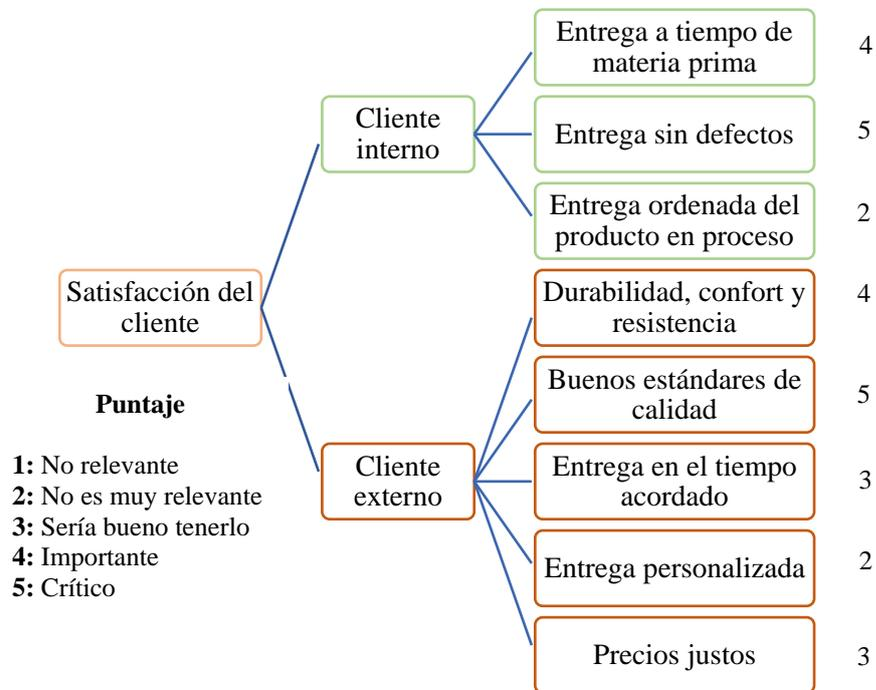 Entrega a tiempo de
materia prima
4
Cliente
interno
Entrega sin defectos
5
Entrega ordenada del
producto en proceso
2
Satisfacción del
cliente
Durabilidad, confort y
resistencia
4
Buenos estándares de
calidad
5
Cliente
externo
Entrega en el tiempo
acordado
3
Entrega personalizada
2
Precios justos
3
Puntaje
1: No relevante
2: No es muy relevante
3: Sería bueno tenerlo
4: Importante
5: Crítico